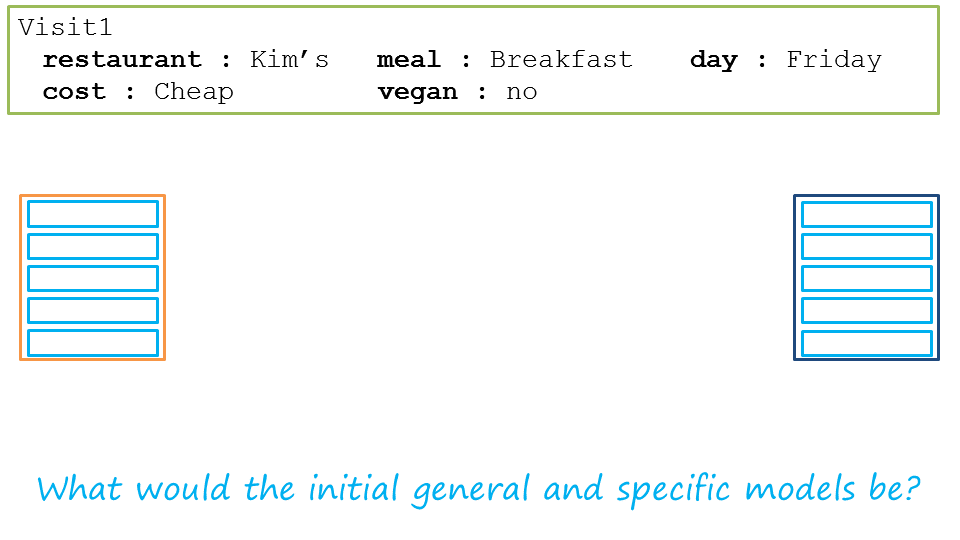 Visit1
restaurant : Kim’s meal : Breakfast day : Friday
cost : Cheap vegan : no
What would the initial general and specific models be?